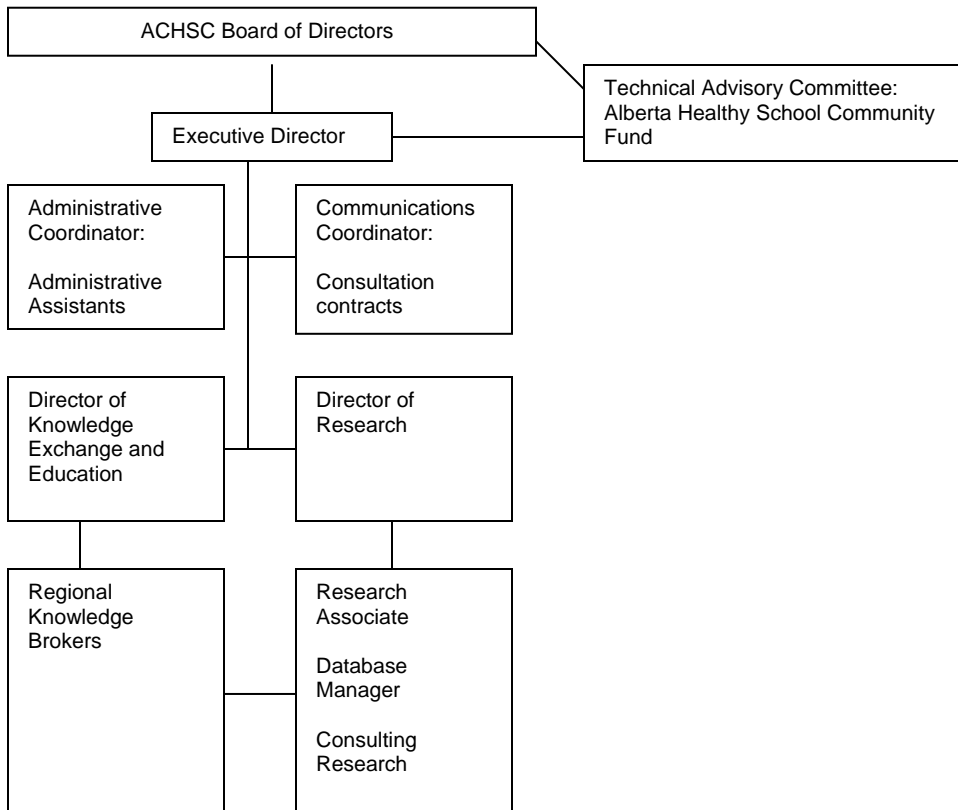 ACHSC Board of Directors
Technical Advisory Committee:
Alberta Healthy School Community
Fund
Executive Director
Administrative
Coordinator:
Administrative
Assistants
Communications
Coordinator:
Consultation
contracts
Director of
Knowledge
Exchange and
Education
Director of
Research
Regional
Knowledge
Brokers
Research
Associate
Database
Manager
Consulting
Research